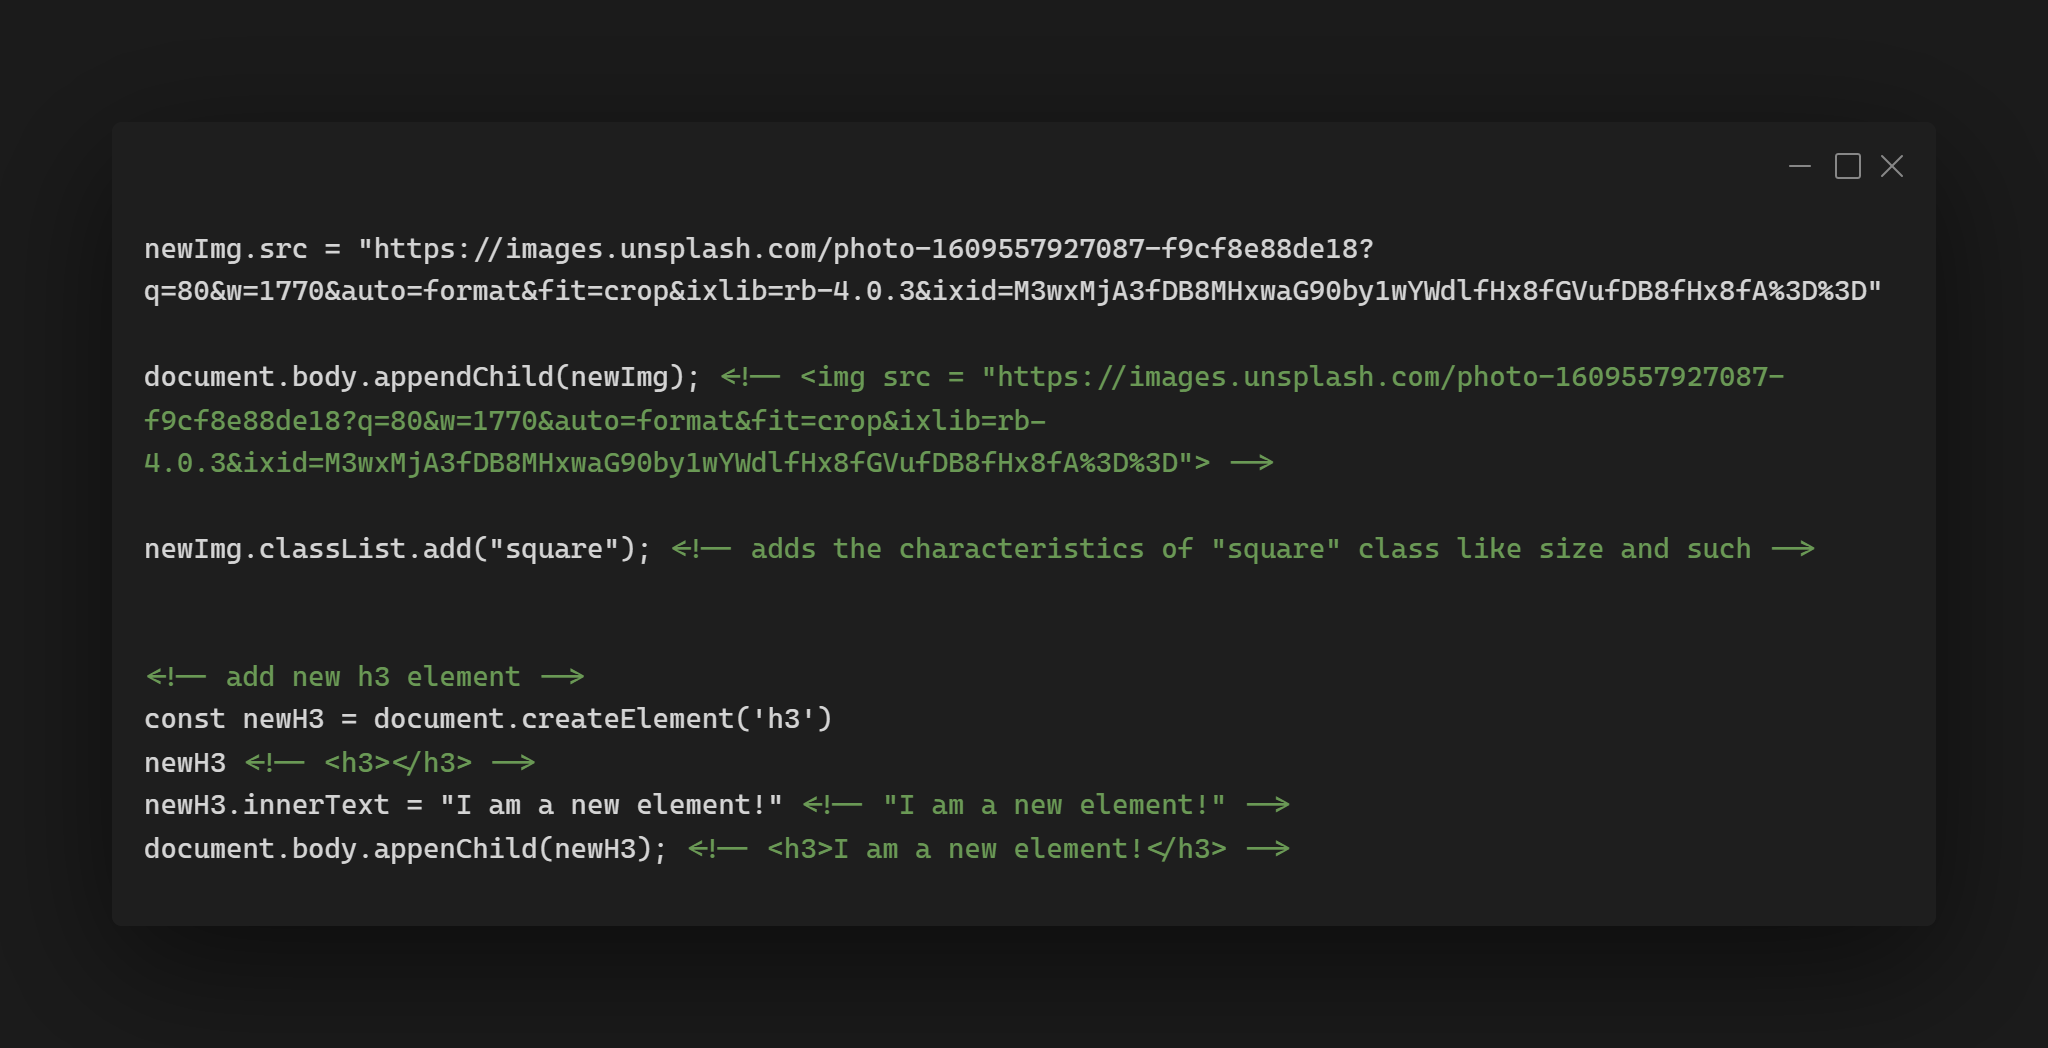 newImg.src = "https://images.unsplash.com/photo-1609557927087-f9cf8e88de18?
q=80&w=1770&auto=format&fit=crop&ixlib=rb-4.0.3&ixid=M3wxMjA3fDB8MHxwaG90by1wYWdlfHx8fGVufDB8fHx8fA%3D%3D"
document.body.appendChild(newImg); <!-- <img src = "https://images.unsplash.com/photo-1609557927087-
f9cf8e88de18?q=80&w=1770&auto=format&fit=crop&ixlib=rb-
4.0.3&ixid=M3wxMjA3fDB8MHxwaG90by1wYWdlfHx8fGVufDB8fHx8fA%3D%3D"> -->
newImg.classList.add("square"); <!-- adds the characteristics of "square" class like size and such -->
<!-- add new h3 element -->
const newH3 = document.createElement('h3')
newH3 <!-- <h3></h3> -->
newH3.innerText = "I am a new element!" <!-- "I am a new element!" -->
document.body.appenChild(newH3); <!-- <h3>I am a new element!</h3> -->